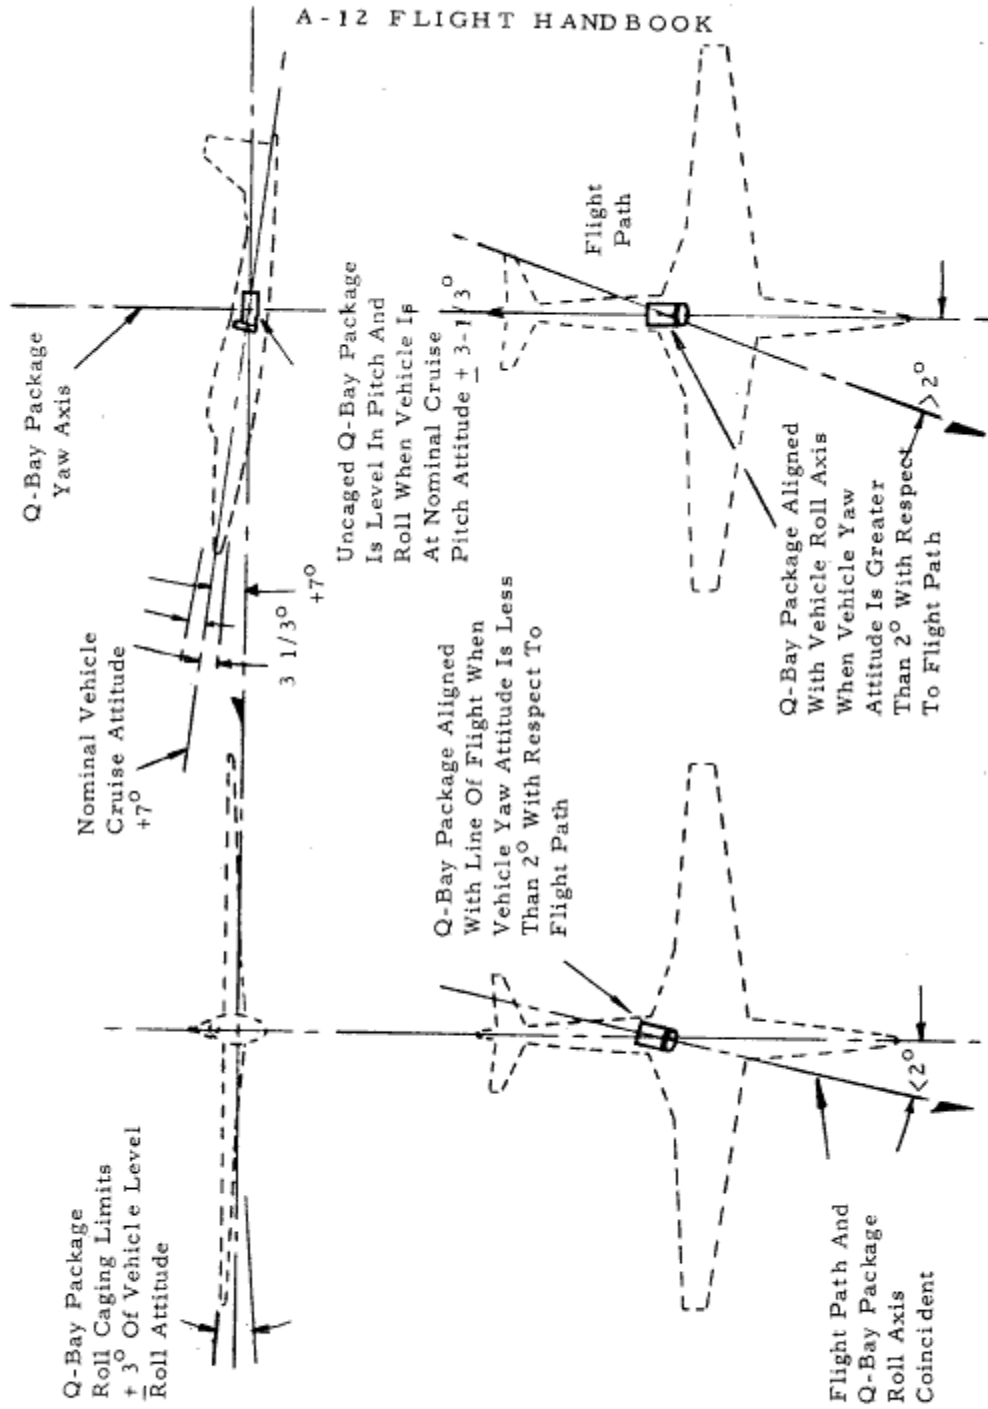 A-12 FLIGHT HANDBOOK
Q-Bay Package
Roll Caging Limits
± 3° Of Vehicle Level
Roll Attitude
Nominal Vehicle
Cruise Attitude
+7°
3 1/3°
+7°
Q-Bay Package
Yaw Axis
Uncaged Q-Bay Package
Is Level In Pitch And
Roll When Vehicle Is
At Nominal Cruise
Pitch Attitude ± 3-1/3°
Q-Bay Package Aligned
With Line Of Flight When
Vehicle Yaw Attitude Is Less
Than 2° With Respect To
Flight Path
Flight Path And
Q-Bay Package
Roll Axis
Coincident
<2°
Flight
Path
Q-Bay Package Aligned
With Vehicle Roll Axis
When Vehicle Yaw
Attitude Is Greater
Than 2° With Respect
To Flight Path
>2°